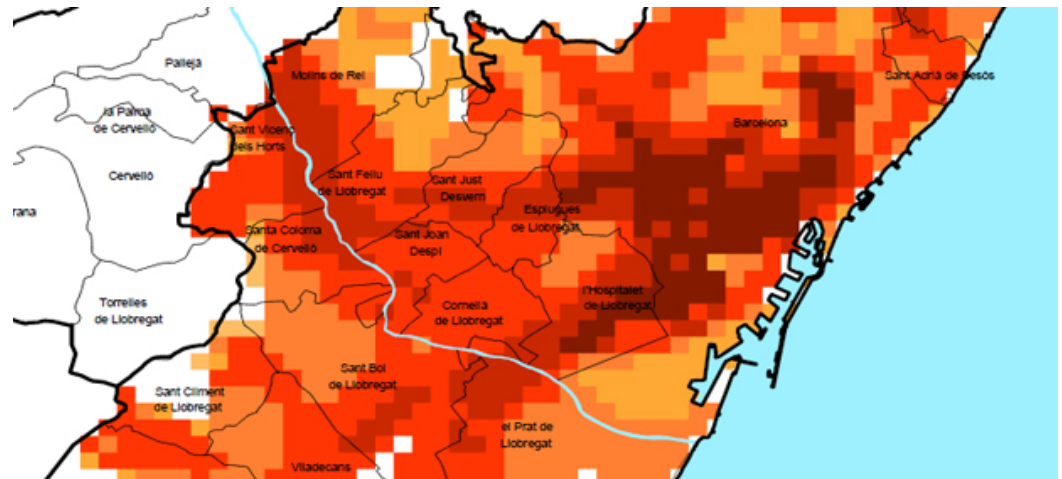 Pallejà
Molins de Rei
Sant Adrià de Besòs
la Palma
de Cervelló
Barcelona
Sant Vicenç
dels Horts
Cervelló
Sant Feliu
de Llobregat
Sant Just
Desvern
rana
Esplugues
de Llobregat
Santa Coloma
de Cervelló
Sant Joan
Despí
Torrelles
de Llobregat
Cornellà
de Llobregat
l'Hospitalet
de Llobregat
Sant Boi
de Llobregat
Sant Climent
de Llobregat
el Prat de
Llobregat
Viladecans